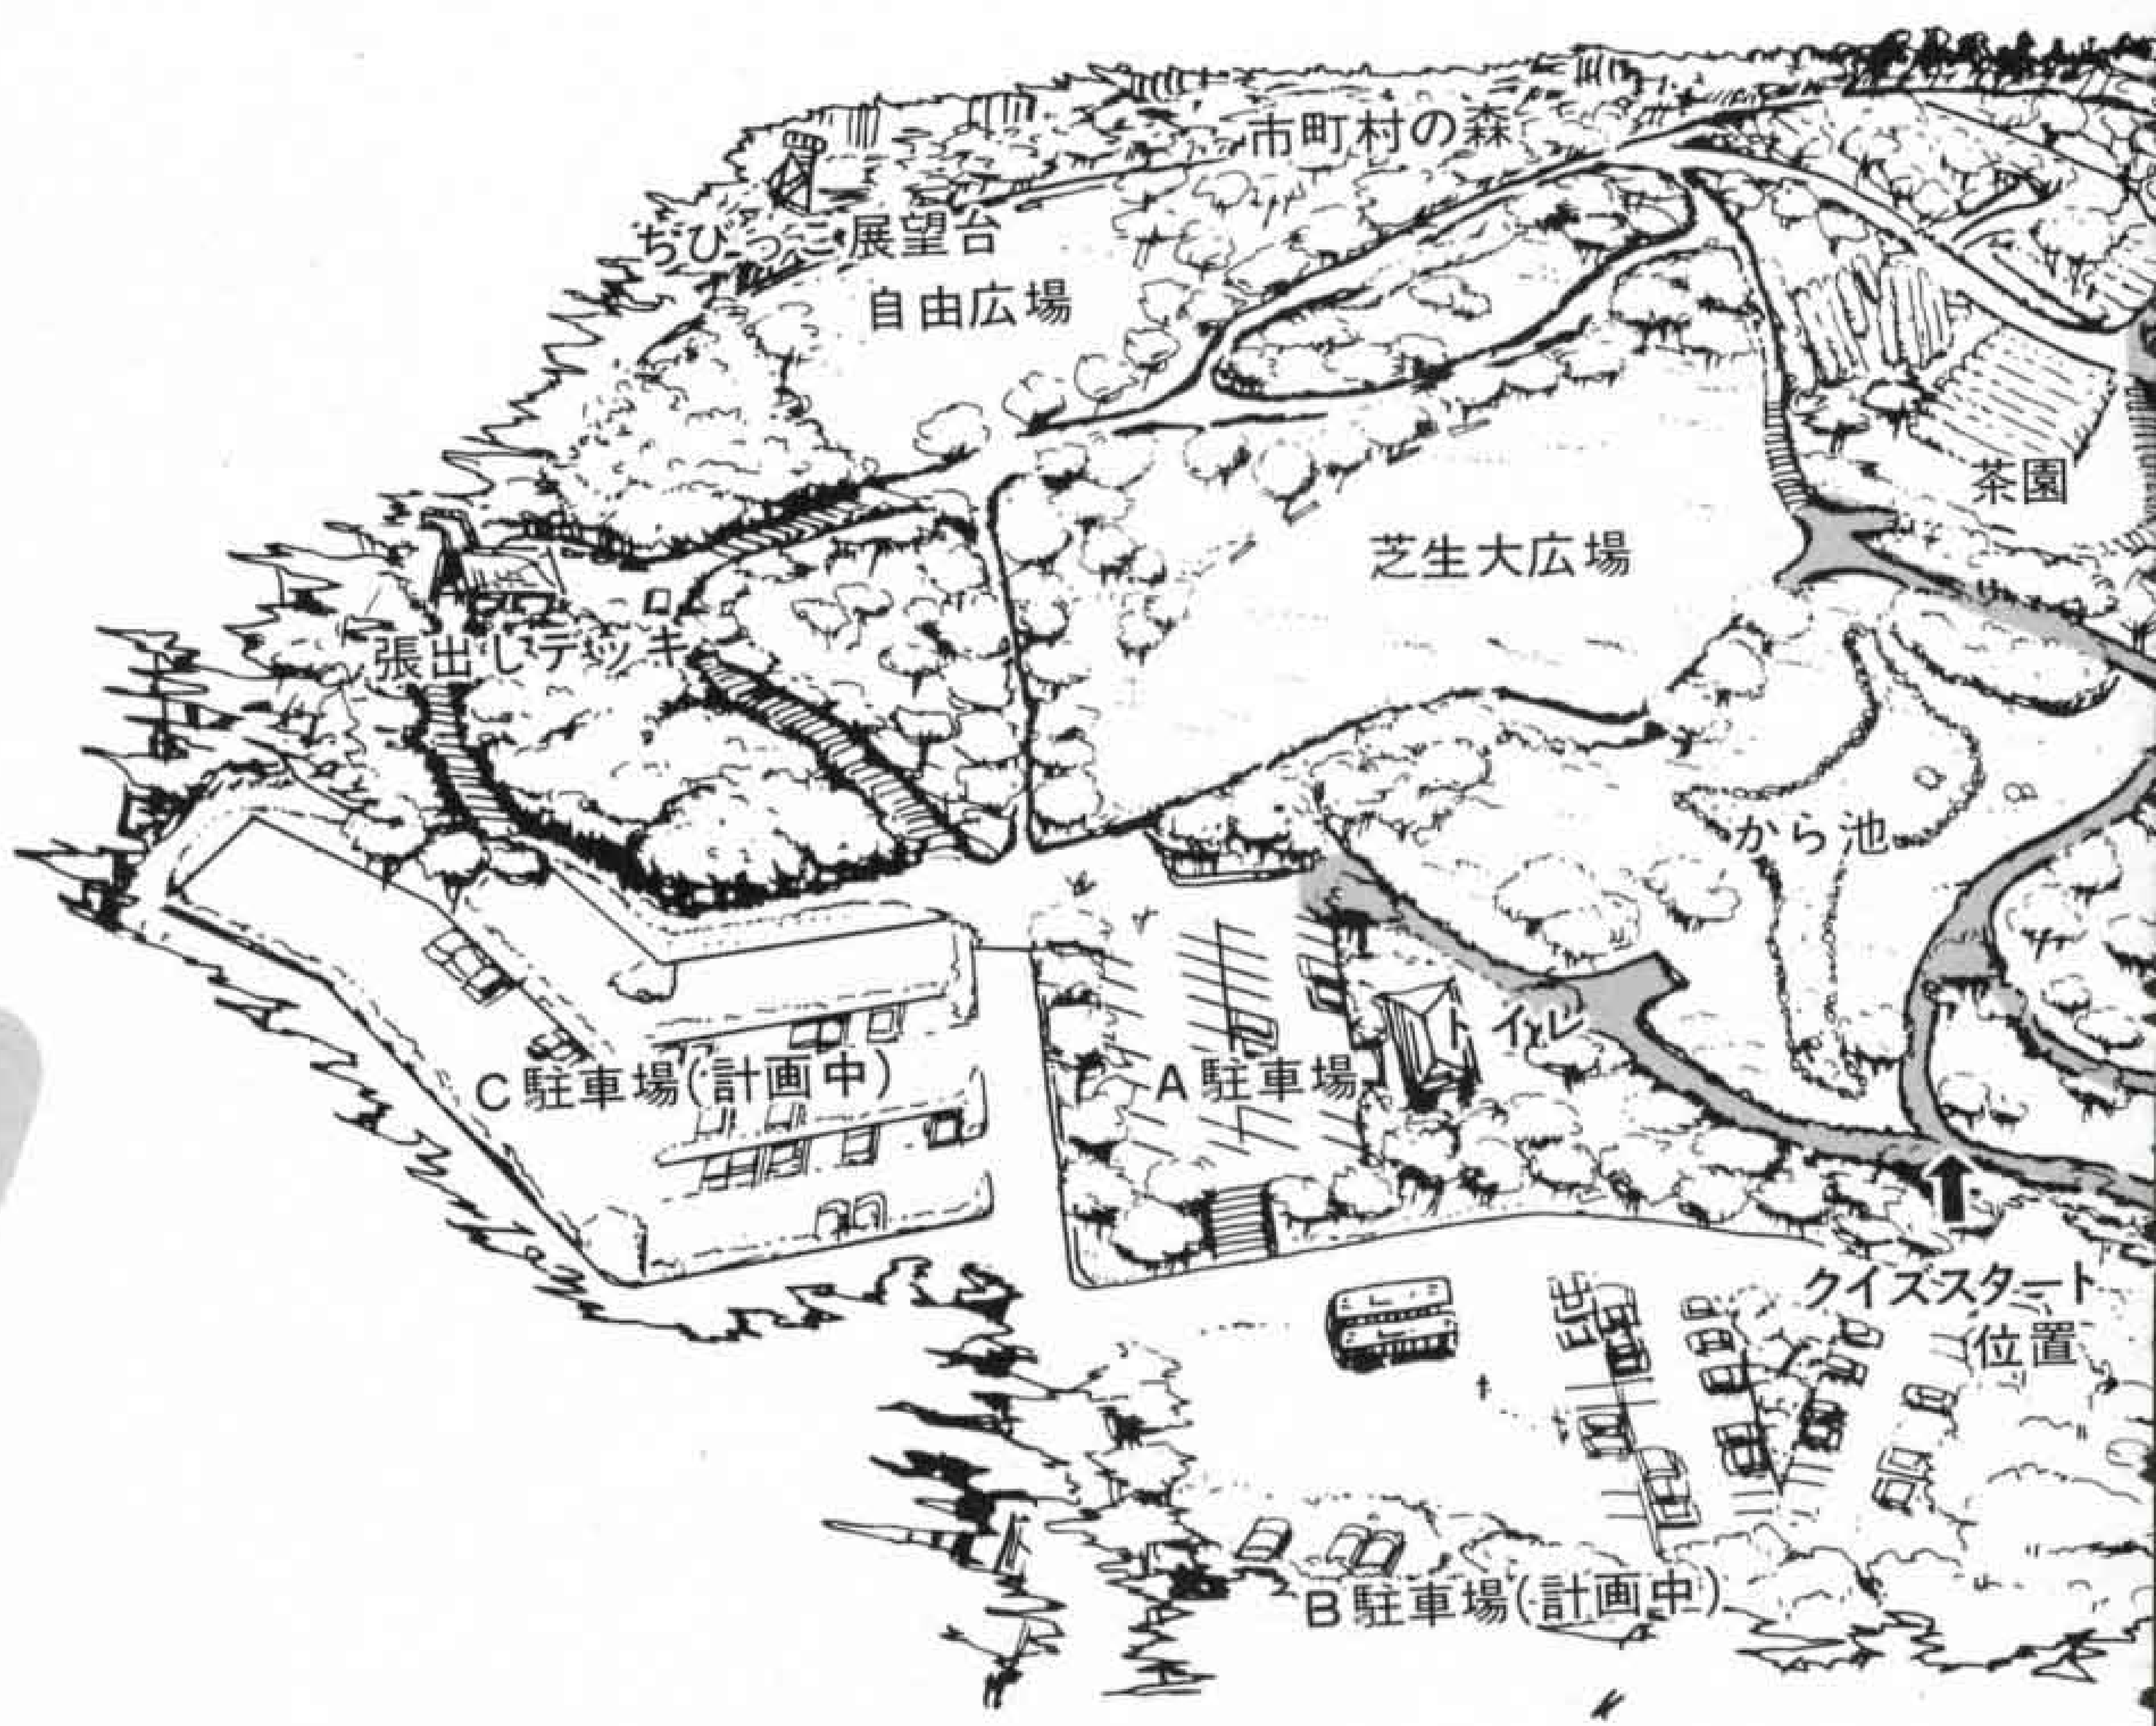 市町村の森
ちびっこ展望台
自由広場
茶園
芝生大広場
張出しデッキ
から池
トイレ
C駐車場(計画中)
A駐車場
クイズスタート
位置
B駐車場(計画中)